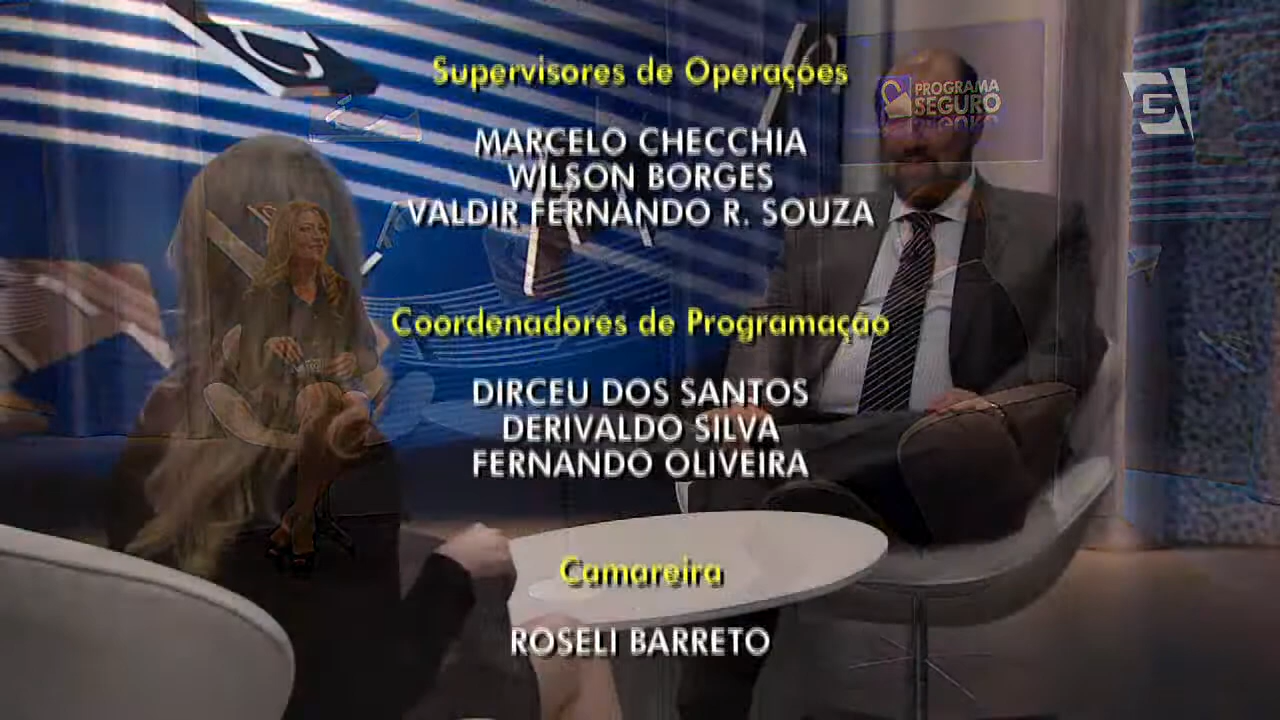 Supervisores de Operações
PROGRAMA
SEGURO
MARCELO CHECCHIA
WILSON BORGES
VALDIR FERNANDO R. SOUZA
Coordenadores de Programação
DIRCEU DOS SANTOS
DERIVALDO SILVA
FERNANDO OLIVEIRA
Camareira
ROSELI BARRETO